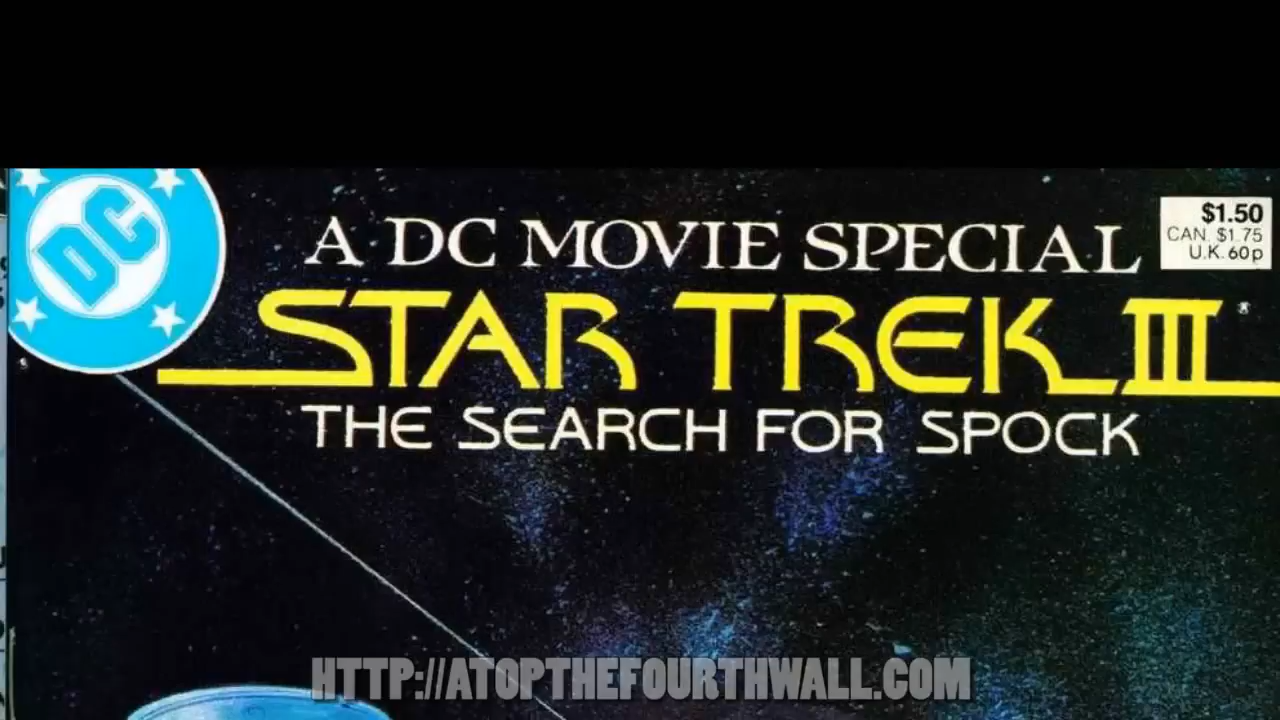 DC
A DC MOVIE SPECIAL
$1.50
CAN. $1.75
U.K. 60p
STAR TREK III
THE SEARCH FOR SPOCK
HTTP://ATOPTHEFOURTHWALL.COM